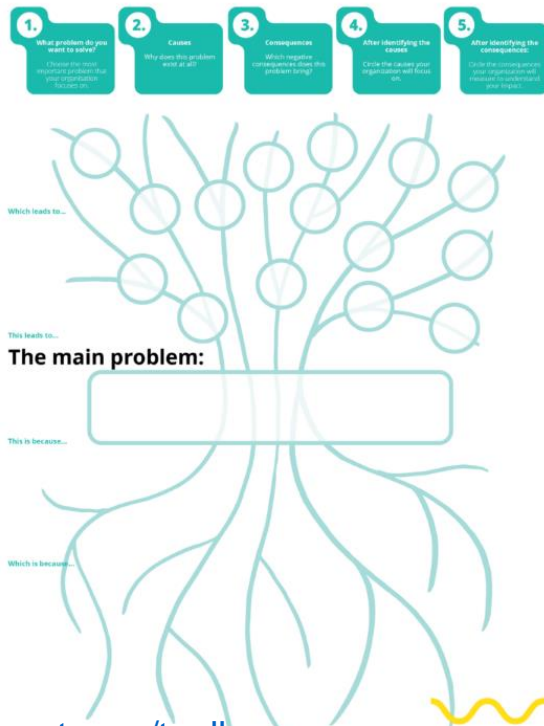 1.
What problem do you
want to solve?
Choose the most
important problem that
your organisation
focuses on.
2.
Causes
Why does this problem
exist at all?
3.
Consequences
Which negative
consequences does this
problem bring?
4.
After identifying the
causes
Circle the causes your
organization will focus
on.
5.
After identifying the
consequences:
Circle the consequences
your organization will
measure to understand
your impact.
Which leads to...
This leads to...
The main problem:
This is because...
Which is because...